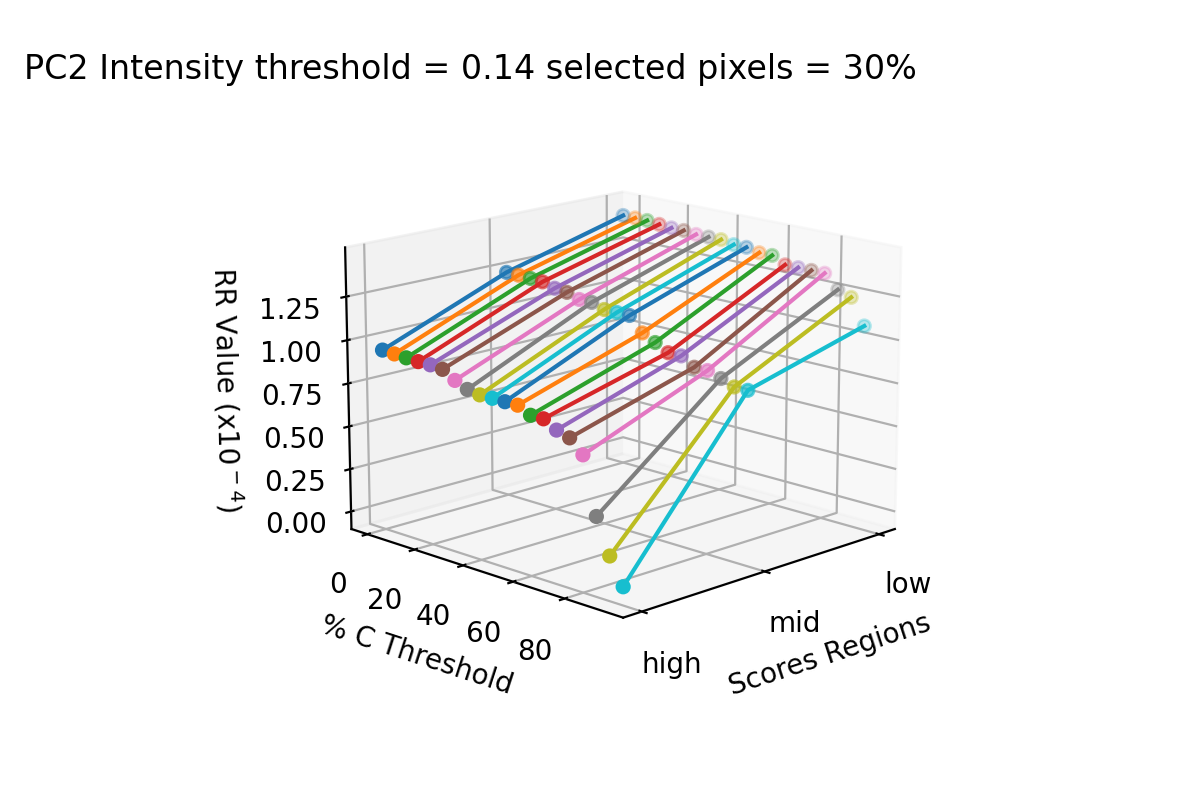 PC2 Intensity threshold = 0.14 selected pixels = 30%
RR Value (x10⁻⁴)
1.25
1.00
0.75
0.50
0.25
0.00
0
20
40
60
80
% C Threshold
high
mid
low
Scores Regions